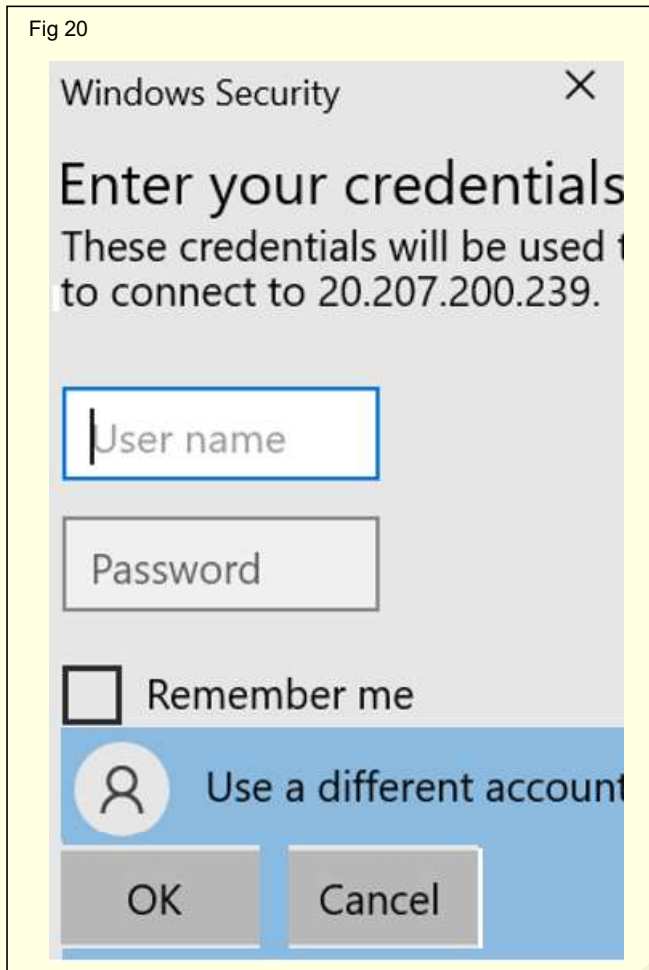 Fig 20
Windows Security
Enter your credentials
These credentials will be used t
to connect to 20.207.200.239.
User name
Password
Remember me
Use a different account
OK Cancel